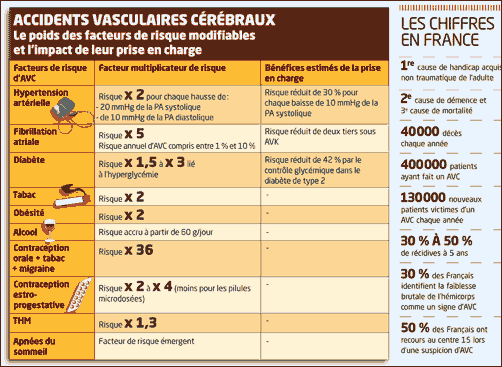 ACCIDENTS VASCULAIRES CÉRÉBRAUX
Le poids des facteurs de risque modifiables
et l'impact de leur prise en charge
Facteurs de risque
d'AVC
Facteur multiplicateur de risque
Bénéfices estimés de la prise
en charge
Hypertension
artérielle
Risque x 2 pour chaque hausse de :
- 20 mmHg de la PA systolique
- de 10 mmHg de la PA diastolique
Risque réduit de 30 % pour
chaque baisse de 10 mmHg de la
PA systolique
Fibrillation
atriale
Risque x 5
Risque annuel d'AVC compris entre 1 % et 10 %
Risque réduit de deux tiers sous
AVK
Diabète
Risque x 1,5 à x 3 lié
à l'hyperglycémie
Risque réduit de 42 % par le
contrôle glycémique dans le
diabète de type 2
Tabac
Risque x 2
-
Obésité
Risque x 2
-
Alcool
Risque accru à partir de 60 g/jour
-
Contraception
orale + tabac
+ migraine
Risque x 36
-
Contraception
estro-
progestative
Risque x 2 à x 4 (moins pour les pilules
microdosées)
-
THM
Risque x 1,3
-
Apnées du
sommeil
Facteur de risque émergent
-
LES CHIFFRES
EN FRANCE
1re cause de handicap acquis
non traumatique de l'adulte
2e cause de démence et
3e cause de mortalité
40000 décès
chaque année
400000 patients
ayant fait un AVC
130000 nouveaux
patients victimes d'un
AVC chaque année
30 % À 50 %
de récidives à 5 ans
30 % des Français
identifient la faiblesse
brutale de l'hémicorps
comme un signe d'AVC
50 % des Français ont
recours au centre 15 lors
d'une suspicion d'AVC